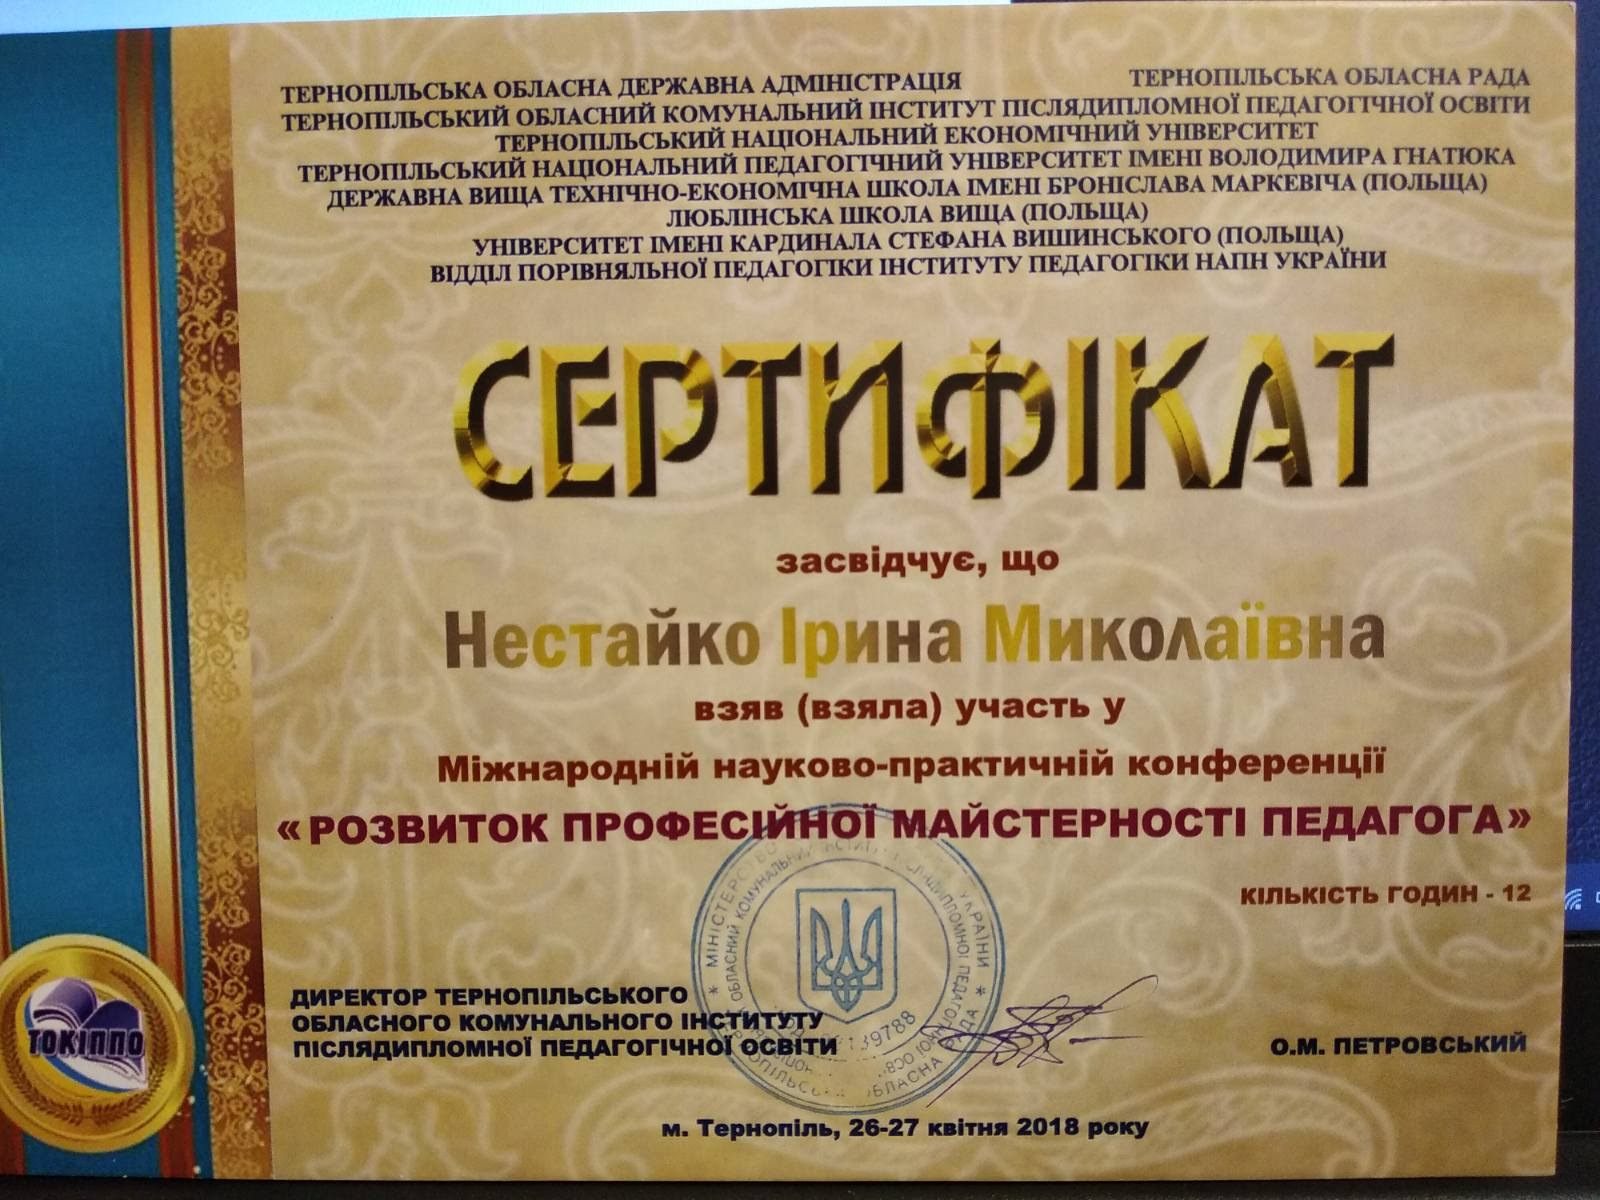 ТЕРНОПІЛЬСЬКА ОБЛАСНА ДЕРЖАВНА АДМІНІСТРАЦІЯ ТЕРНОПІЛЬСЬКА ОБЛАСНА РАДА
ТЕРНОПІЛЬСЬКИЙ ОБЛАСНИЙ КОМУНАЛЬНИЙ ІНСТИТУТ ПІСЛЯДИПЛОМНОЇ ПЕДАГОГІЧНОЇ ОСВІТИ
ТЕРНОПІЛЬСЬКИЙ НАЦІОНАЛЬНИЙ ЕКОНОМІЧНИЙ УНІВЕРСИТЕТ
ТЕРНОПІЛЬСЬКИЙ НАЦІОНАЛЬНИЙ ПЕДАГОГІЧНИЙ УНІВЕРСИТЕТ ІМЕНІ ВОЛОДИМИРА ГНАТЮКА
ДЕРЖАВНА ВИЩА ТЕХНІЧНО-ЕКОНОМІЧНА ШКОЛА ІМЕНІ БРОНІСЛАВА МАРКЕВІЧА (ПОЛЬЩА)
ЛЮБЛІНСЬКА ШКОЛА ВИЩА (ПОЛЬЩА)
УНІВЕРСИТЕТ ІМЕНІ КАРДИНАЛА СТЕФАНА ВИШИНСЬКОГО (ПОЛЬЩА)
ВІДДІЛ ПОРІВНЯЛЬНОЇ ПЕДАГОГІКИ ІНСТИТУТУ ПЕДАГОГІКИ НАПН УКРАЇНИ
СЕРТИФІКАТ
засвідчує, що
Нестайко Ірина Миколаївна
взяв (взяла) участь у
Міжнародній науково-практичній конференції
«РОЗВИТОК ПРОФЕСІЙНОЇ МАЙСТЕРНОСТІ ПЕДАГОГА»
КІЛЬКІСТЬ ГОДИН - 12
ДИРЕКТОР ТЕРНОПІЛЬСЬКОГО
ОБЛАСНОГО КОМУНАЛЬНОГО ІНСТИТУТУ
ПІСЛЯДИПЛОМНОЇ ПЕДАГОГІЧНОЇ ОСВІТИ
О.М. ПЕТРОВСЬКИЙ
м. Тернопіль, 26-27 квітня 2018 року
ТОКІППО